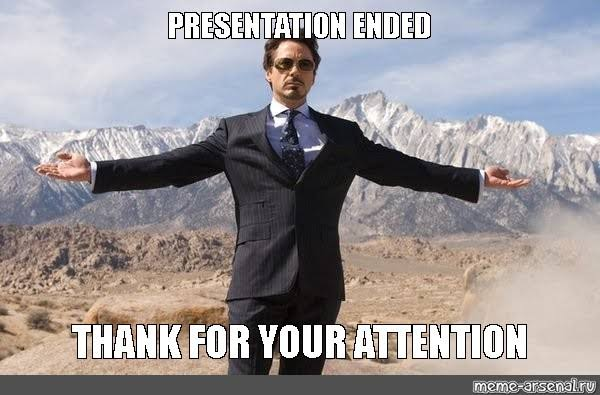 PRESENTATION ENDED
THANK FOR YOUR ATTENTION
meme-arsenal.ru